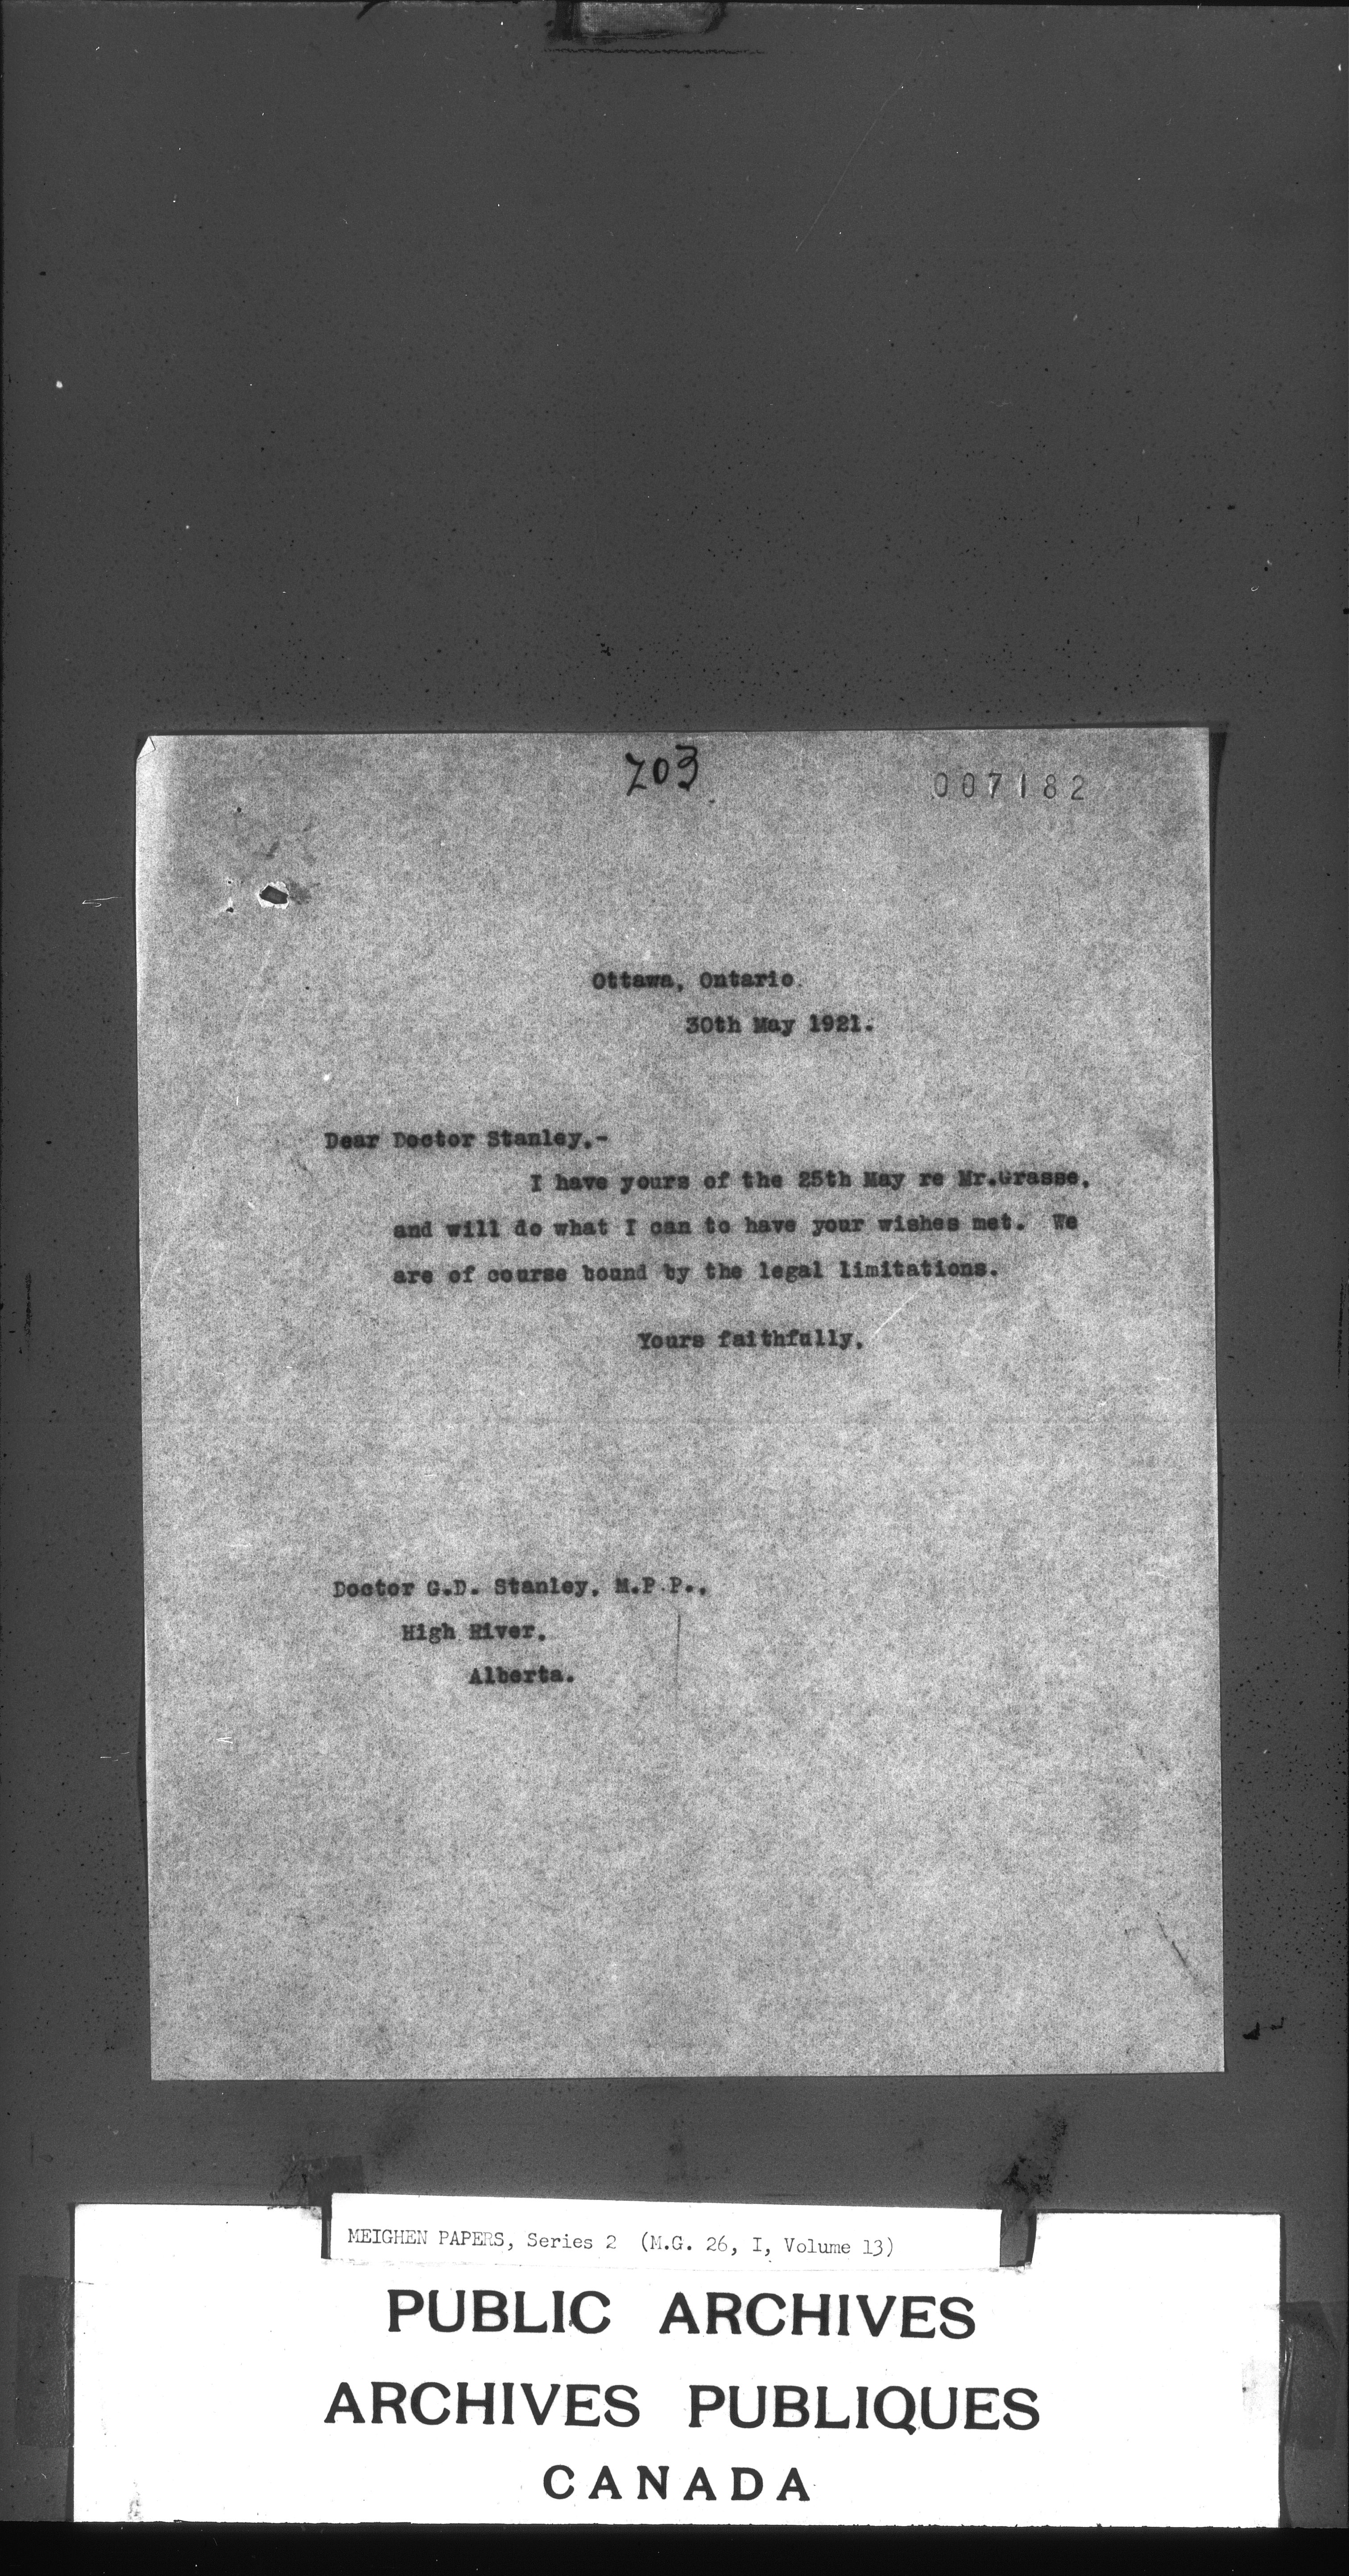 203
007182
Ottawa, Ontario.
30th May 1921.
Dear Doctor Stanley,-
I have yours of the 25th May re Mr.Grasse,
and will do what I can to have your wishes met. We
are of course bound by the legal limitations.
Yours faithfully,
Doctor G.D. Stanley, M.P.P.,
High River,
Alberta.
MEIGHEN PAPERS, Series 2 (M.G. 26, I, Volume 13)
PUBLIC ARCHIVES
ARCHIVES PUBLIQUES
CANADA